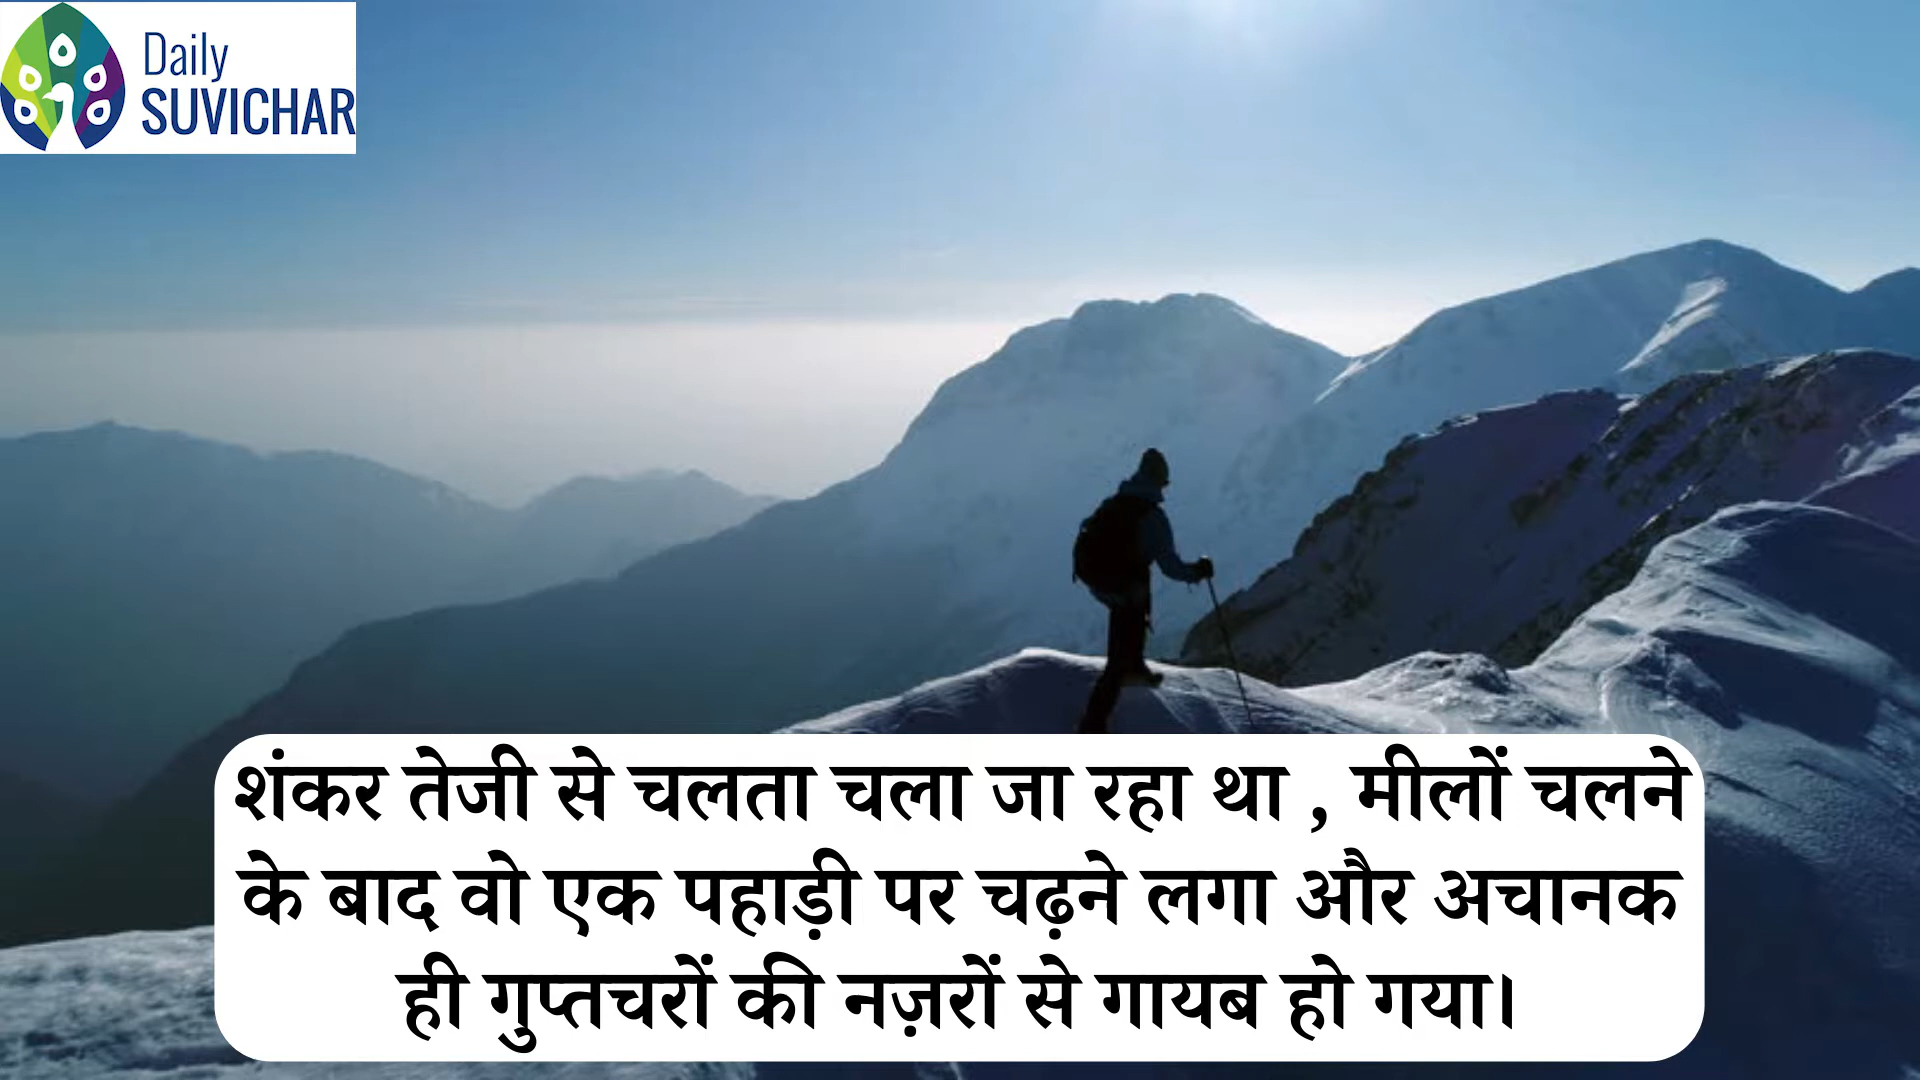 Daily
SUVICHAR
शंकर तेजी से चलता चला जा रहा था , मीलों चलने
के बाद वो एक पहाड़ी पर चढ़ने लगा और अचानक
ही गुप्तचरों की नज़रों से गायब हो गया।